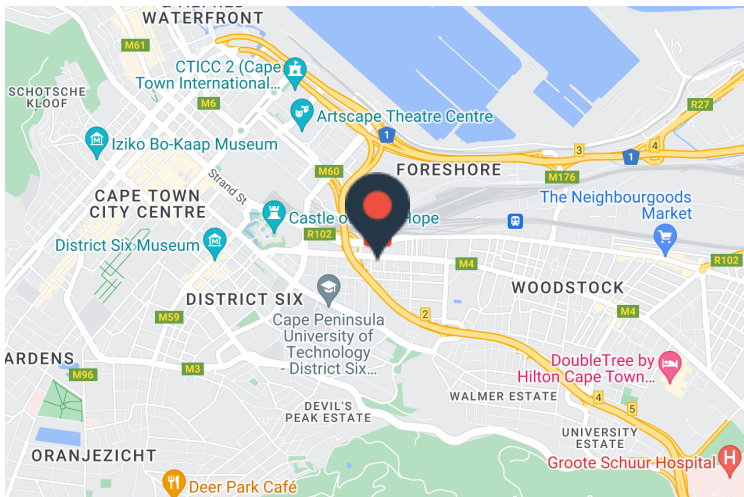 WATERFRONT
M61
SCHOTSCHE
KLOOF
CTICC 2 (Cape
Town International...
M6
R27
Artscape Theatre Centre
1
Iziko Bo-Kaap Museum
3
4
1
M60
FORESHORE
M176
Strand St
CAPE TOWN
CITY CENTRE
The Neighbourgoods
Market
Castle o
ope
R102
District Six Museum
R102
M4
DISTRICT SIX
WOODSTOCK
M59
2
M4
Cape Peninsula
University of
Technology
- District Six...
ARDENS
M3
M96
DoubleTree by
Hilton Cape Town...
WALMER ESTATE
4
5
DEVIL'S
PEAK ESTATE
UNIVERSITY
ESTATE
ORANJEZICHT
Groote Schuur Hospital
H
Deer Park Café